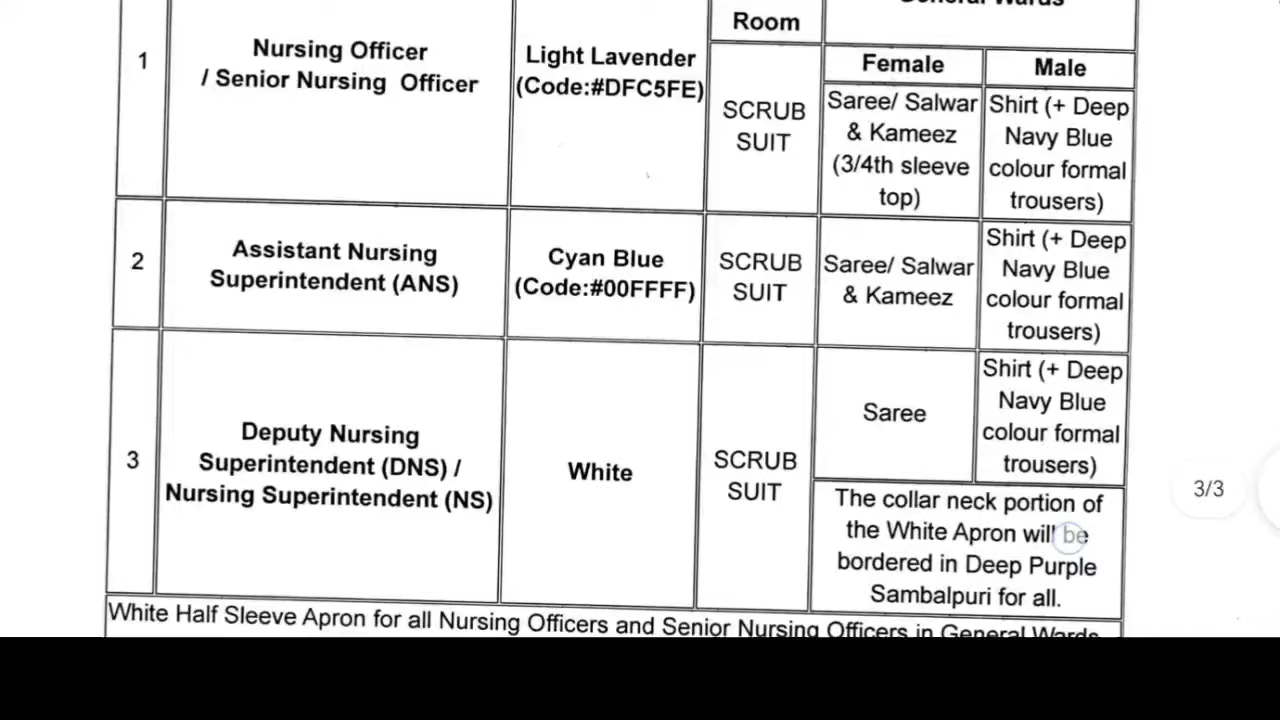 Room
1
Nursing Officer
/ Senior Nursing Officer
Light Lavender
(Code:#DFC5FE)
SCRUB
SUIT
Female
Male
Saree/ Salwar
& Kameez
(3/4th sleeve
top)
Shirt (+ Deep
Navy Blue
colour formal
trousers)
2
Assistant Nursing
Superintendent (ANS)
Cyan Blue
(Code:#00FFFF)
SCRUB
SUIT
Saree/ Salwar
& Kameez
Shirt (+ Deep
Navy Blue
colour formal
trousers)
3
Deputy Nursing
Superintendent (DNS) /
Nursing Superintendent (NS)
White
SCRUB
SUIT
Saree
Shirt (+ Deep
Navy Blue
colour formal
trousers)
The collar neck portion of
the White Apron will be
bordered in Deep Purple
Sambalpuri for all.
3/3
White Half Sleeve Apron for all Nursing Officers and Senior Nursing Officers in General Wards